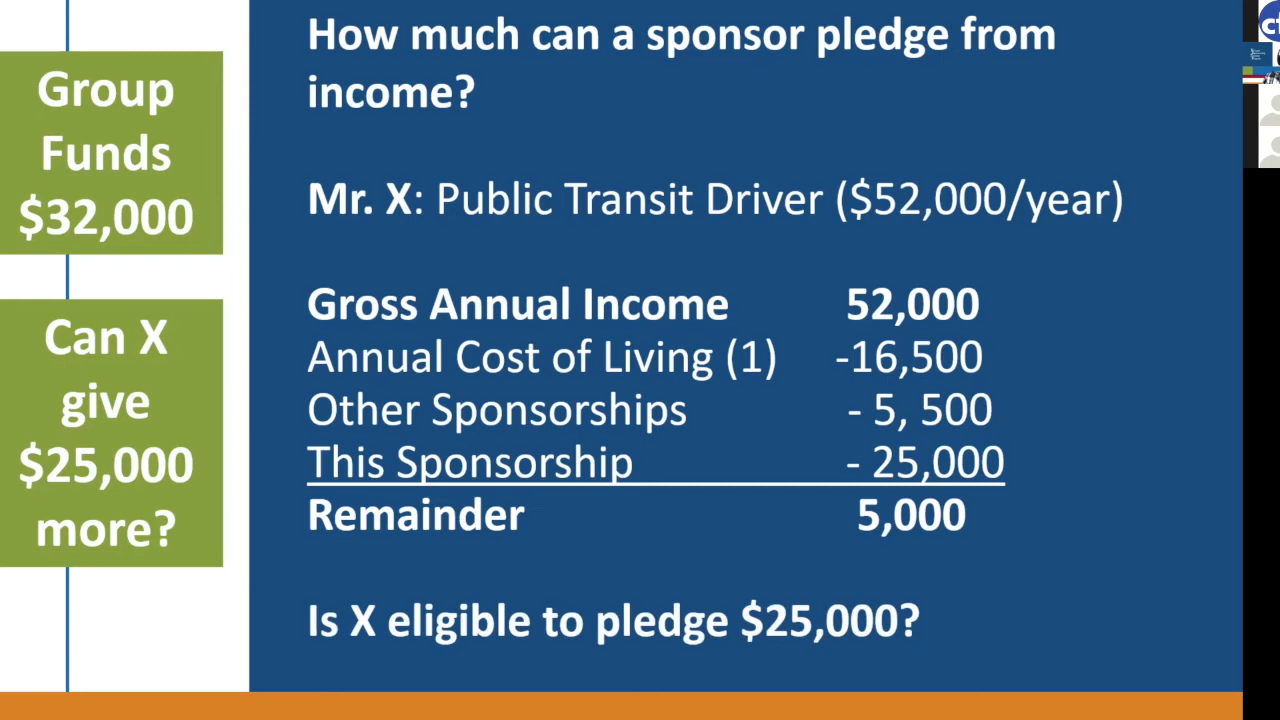 Group
Funds
$32,000
Can X
give
$25,000
more?
How much can a sponsor pledge from
income?
Mr. X: Public Transit Driver ($52,000/year)
Gross Annual Income 52,000
Annual Cost of Living (1) -16,500
Other Sponsorships - 5, 500
This Sponsorship - 25,000
Remainder 5,000
Is X eligible to pledge $25,000?